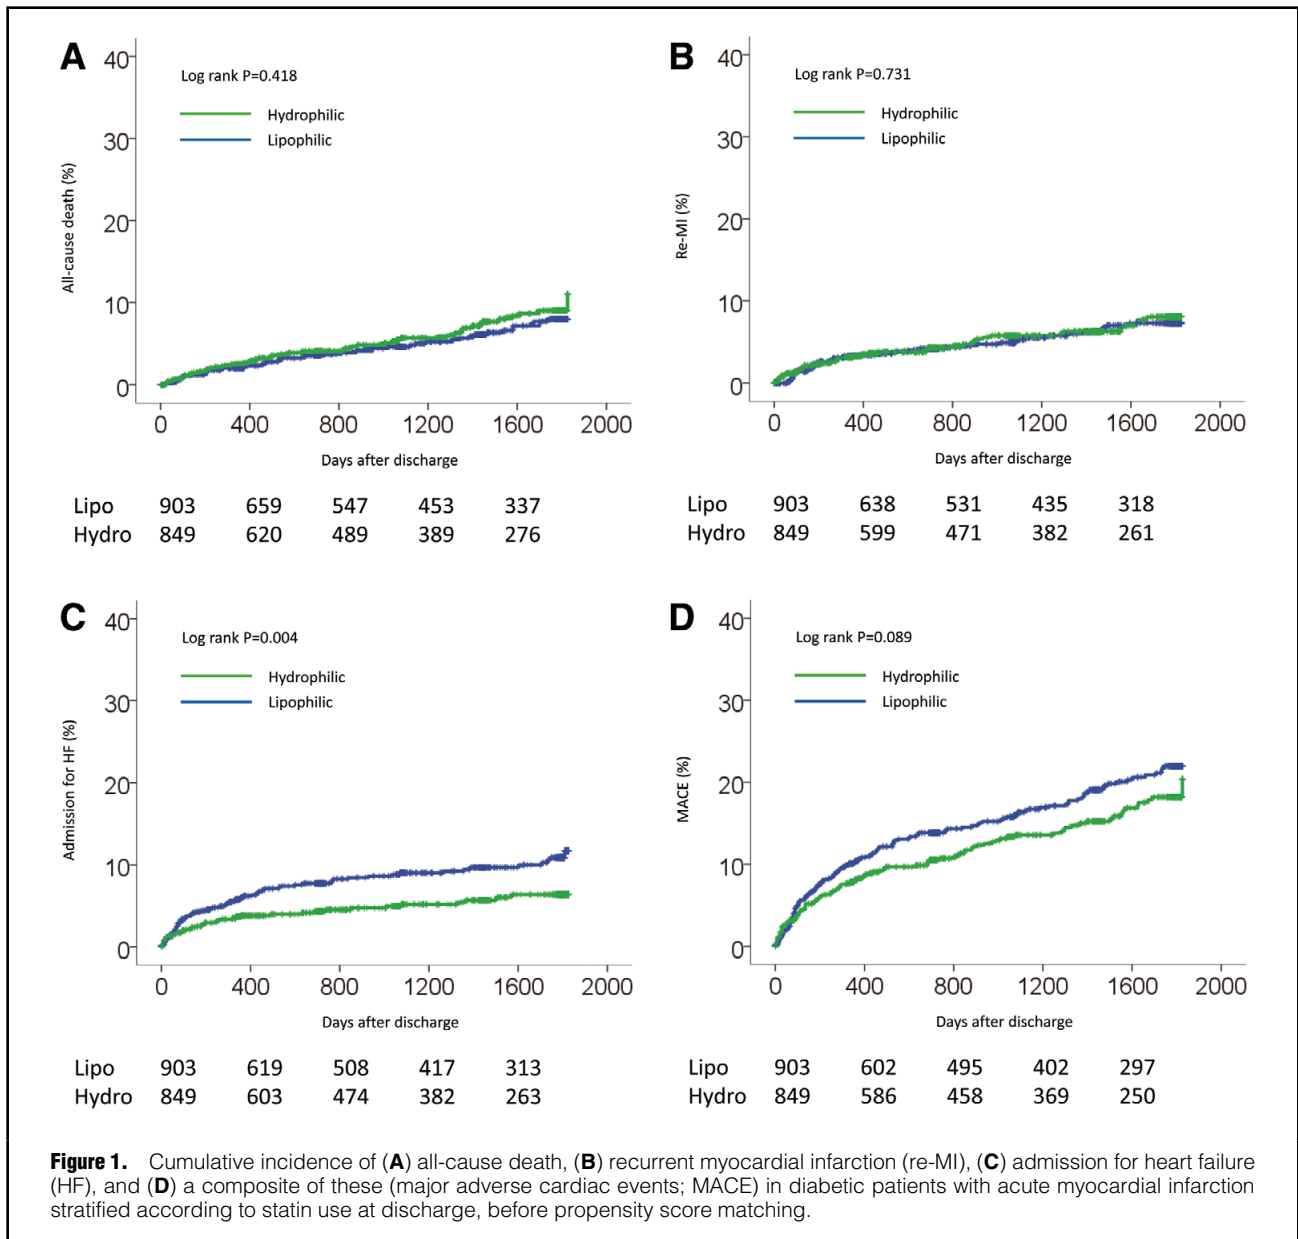 A
Log rank P=0.418
Hydrophilic
Lipophilic
All-cause death (%)
40
30
20
10
0
0 400 800 1200 1600 2000
Days after discharge
Lipo 903 659 547 453 337
Hydro 849 620 489 389 276
B
Log rank P=0.731
Hydrophilic
Lipophilic
Re-MI (%)
40
30
20
10
0
0 400 800 1200 1600 2000
Days after discharge
Lipo 903 638 531 435 318
Hydro 849 599 471 382 261
C
Log rank P=0.004
Hydrophilic
Lipophilic
Admission for HF (%)
40
30
20
10
0
0 400 800 1200 1600 2000
Days after discharge
Lipo 903 619 508 417 313
Hydro 849 603 474 382 263
D
Log rank P=0.089
Hydrophilic
Lipophilic
MACE (%)
40
30
20
10
0
0 400 800 1200 1600 2000
Days after discharge
Lipo 903 602 495 402 297
Hydro 849 586 458 369 250
Figure 1. Cumulative incidence of (A) all-cause death, (B) recurrent myocardial infarction (re-MI), (C) admission for heart failure
(HF), and (D) a composite of these (major adverse cardiac events; MACE) in diabetic patients with acute myocardial infarction
stratified according to statin use at discharge, before propensity score matching.